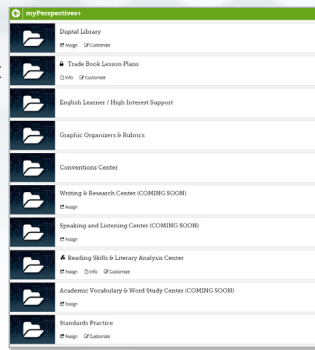 myPerspectives+
Digital Library
Assign Customize
Trade Book Lesson Plans
Info Customize
English Learner / High Interest Support
Graphic Organizers & Rubrics
Conventions Center
Writing & Research Center (COMING SOON)
Assign
Speaking and Listening Center (COMING SOON)
Assign
Reading Skills & Literary Analysis Center
Assign Info Customize
Academic Vocabulary & Word Study Center (COMING SOON)
Assign
Standards Practice
Assign Customize